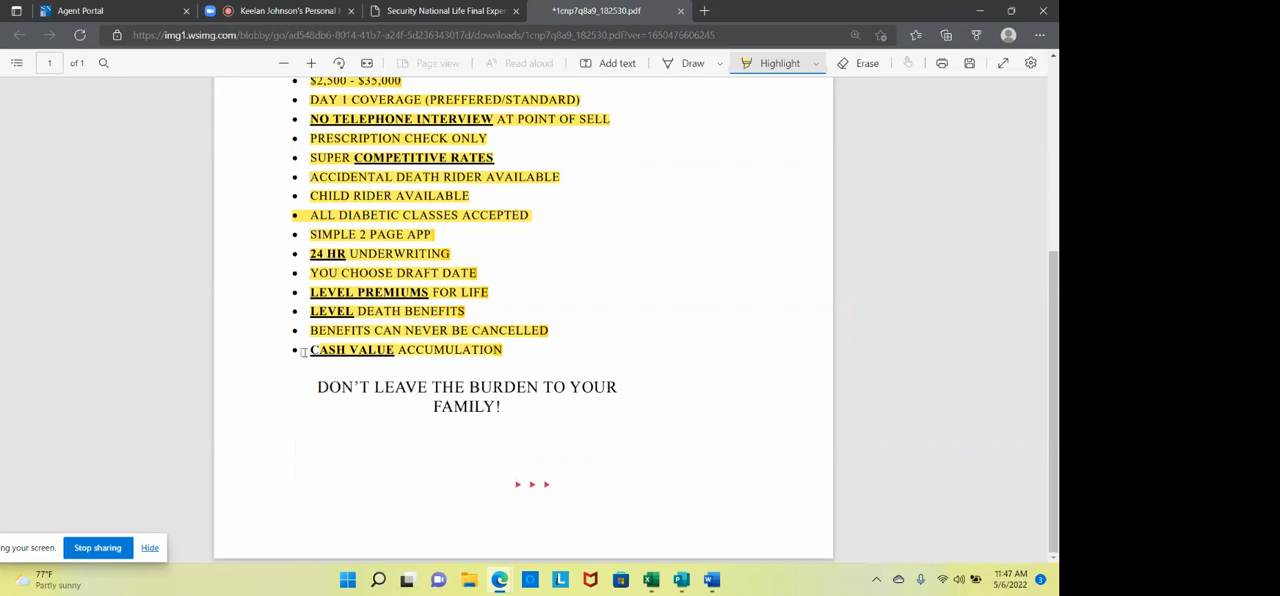 Agent Portal
Keelan Johnson's Personal
Security National Life Final Expe
*1cnp7q8a9_182530.pdf
https://img1.wsimg.com/blobby/go/ad548db6-8014-41b7-a24f-5d236343017d/downloads/1cnp7q8a9_182530.pdf?ver=1650476606245
1 of 1
Page view
Read aloud
Add text
Draw
Highlight
Erase
$2,500 - $35,000
DAY 1 COVERAGE (PREFFERED/STANDARD)
NO TELEPHONE INTERVIEW AT POINT OF SELL
PRESCRIPTION CHECK ONLY
SUPER COMPETITIVE RATES
ACCIDENTAL DEATH RIDER AVAILABLE
CHILD RIDER AVAILABLE
ALL DIABETIC CLASSES ACCEPTED
SIMPLE 2 PAGE APP
24 HR UNDERWRITING
YOU CHOOSE DRAFT DATE
LEVEL PREMIUMS FOR LIFE
LEVEL DEATH BENEFITS
BENEFITS CAN NEVER BE CANCELLED
CASH VALUE ACCUMULATION
DON'T LEAVE THE BURDEN TO YOUR
FAMILY!
ng your screen.
Stop sharing
Hide
77°F
Partly sunny
11:47 AM
5/6/2022
3